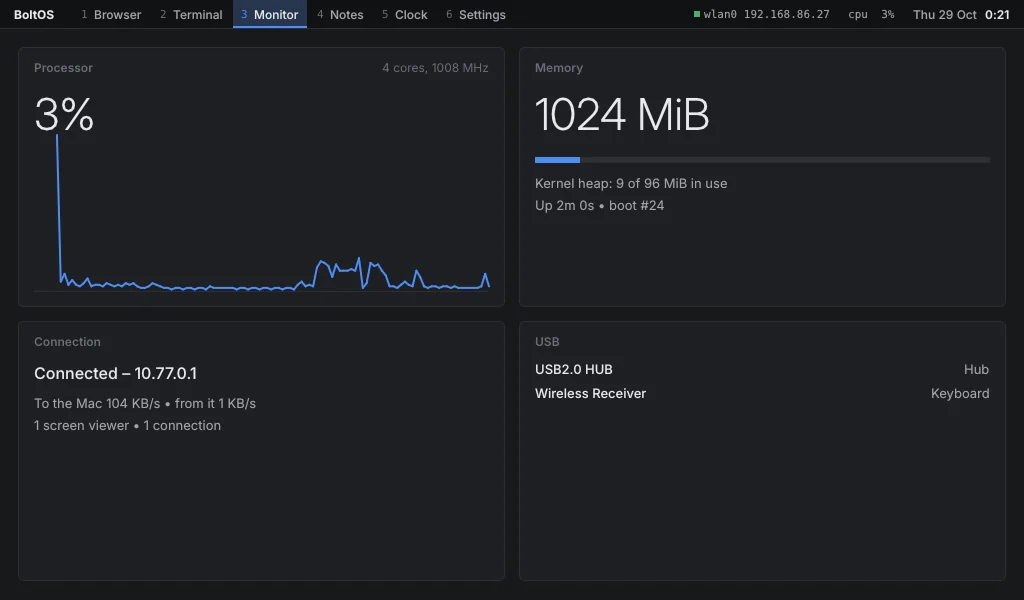 BoltOS 1 Browser 2 Terminal 3 Monitor 4 Notes 5 Clock 6 Settings wlan0 192.168.86.27 cpu 3% Thu 29 Oct 0:21
Processor 4 cores, 1008 MHz
3%
Memory
1024 MiB
Kernel heap: 9 of 96 MiB in use
Up 2m 0s • boot #24
Connection
Connected – 10.77.0.1
To the Mac 104 KB/s • from it 1 KB/s
1 screen viewer • 1 connection
USB
USB2.0 HUB Hub
Wireless Receiver Keyboard